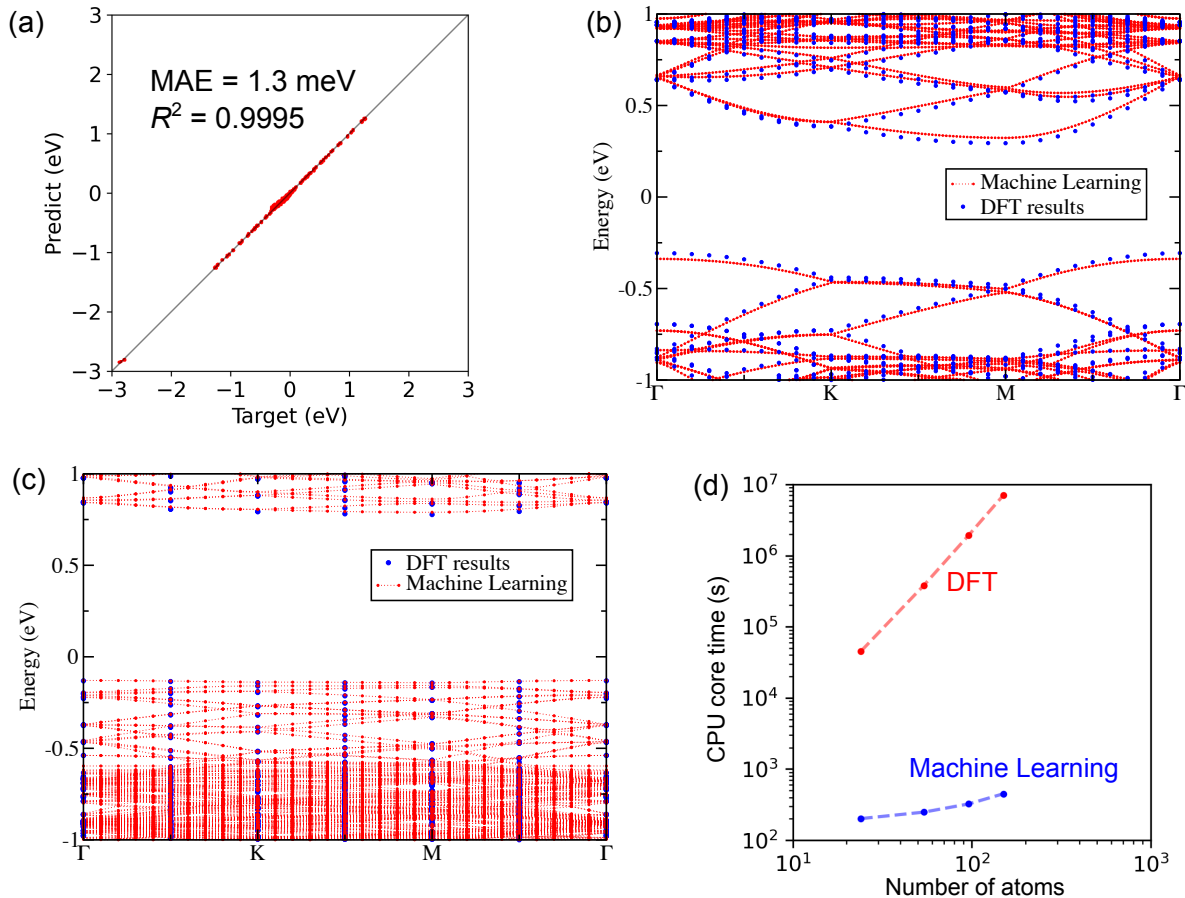 (a)
3
2
1
0
−1
−2
−3
−3
−2
−1
0
1
2
3
Predict (eV)
Target (eV)
MAE = 1.3 meV
R² = 0.9995
(b)
1
0.5
0
-0.5
-1
Energy (eV)
Γ
K
M
Γ
Machine Learning
DFT results
(c)
1
0.5
0
-0.5
-1
Energy (eV)
Γ
K
M
Γ
DFT results
Machine Learning
(d)
10⁷
10⁶
10⁵
10⁴
10³
10²
CPU core time (s)
DFT
Machine Learning
10¹
10²
10³
Number of atoms